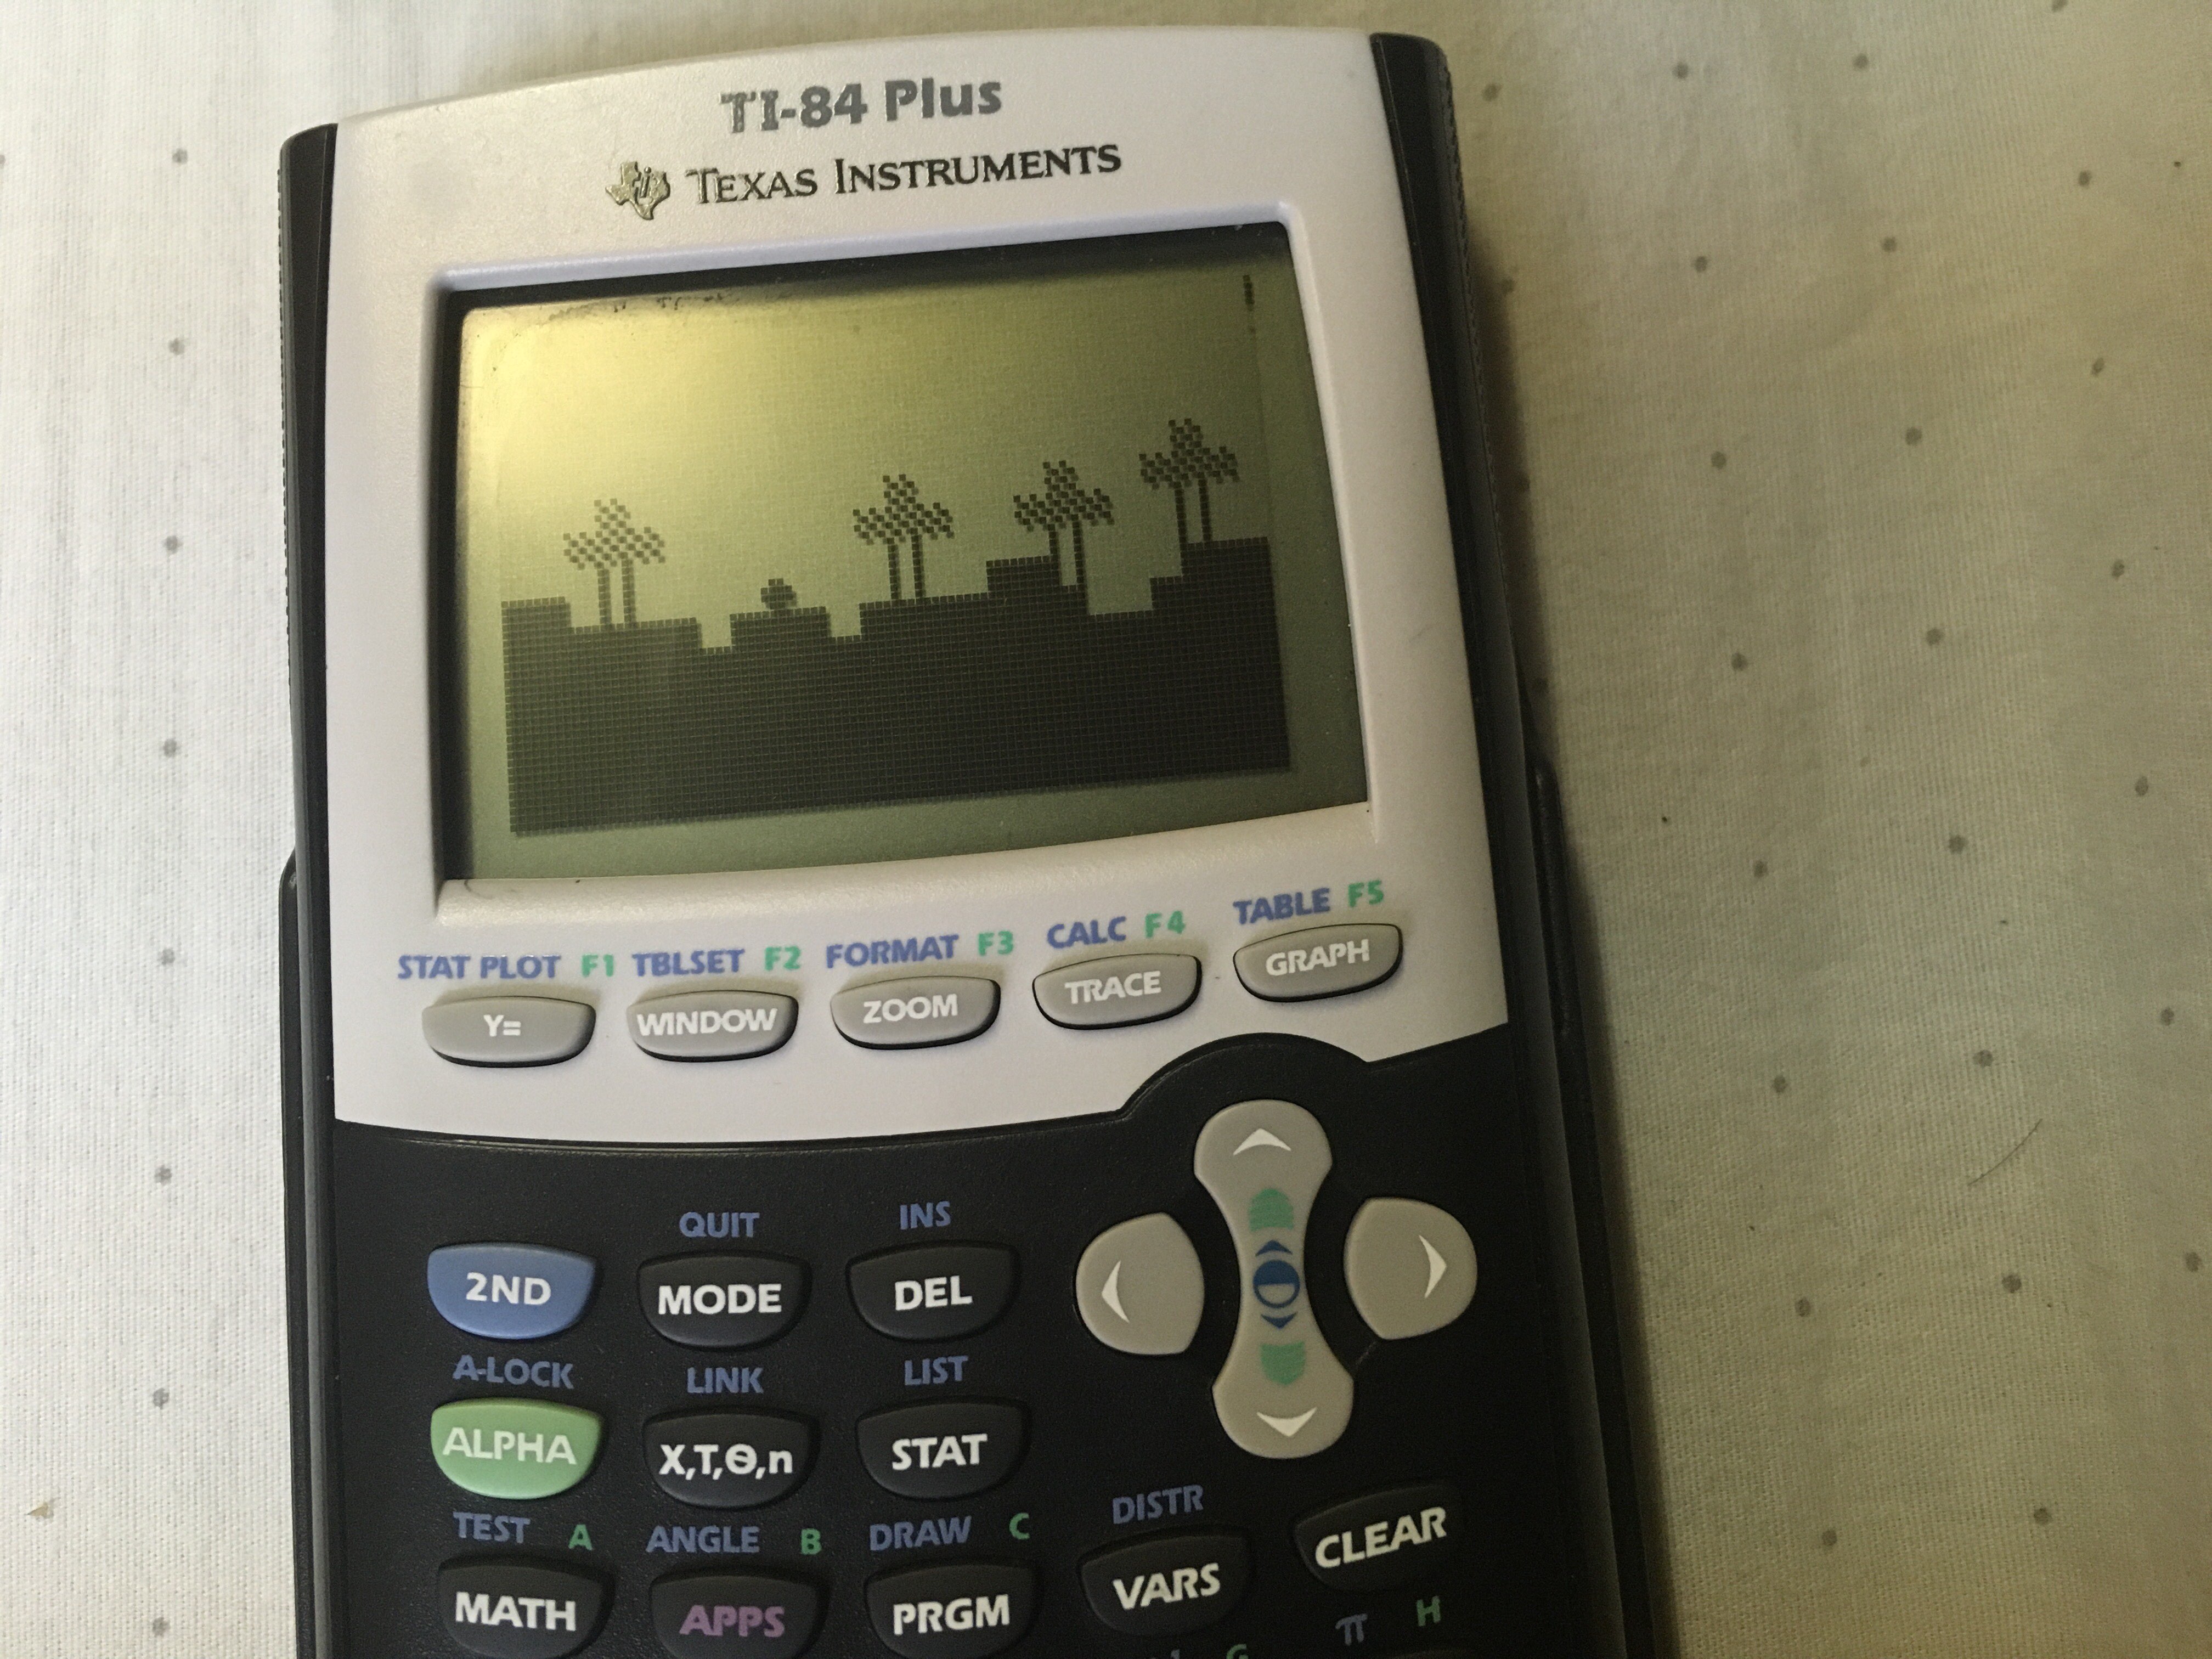 TI-84 Plus
TEXAS INSTRUMENTS
STAT PLOT F1 TBLSET F2 FORMAT F3 CALC F4 TABLE F5
Y= WINDOW ZOOM TRACE GRAPH
QUIT INS
2ND MODE DEL
A-LOCK LINK LIST
ALPHA X,T,Θ,n STAT
TEST A ANGLE B DRAW C DISTR
MATH APPS PRGM VARS CLEAR
π H